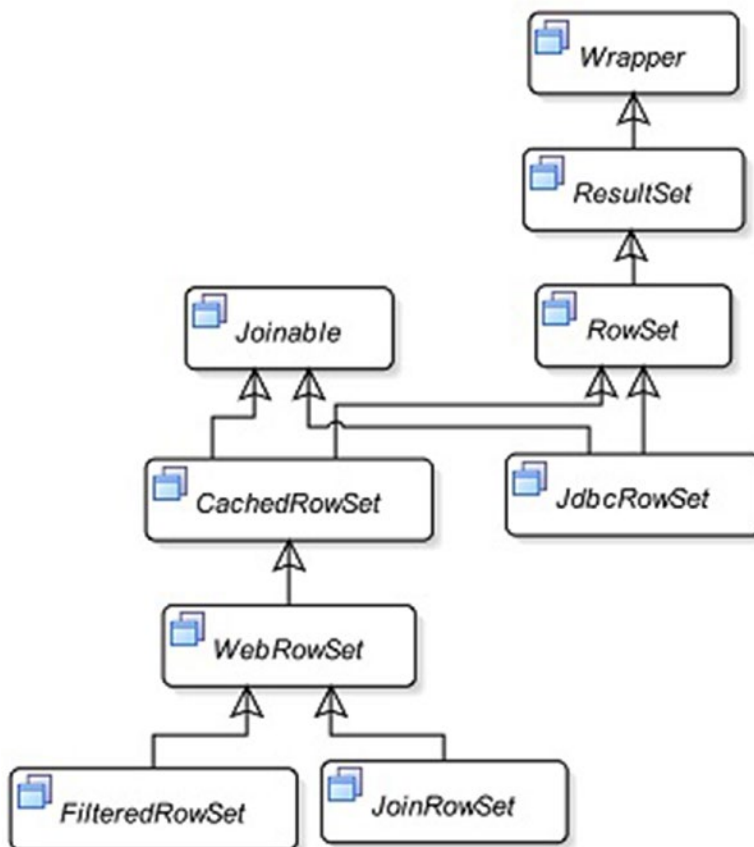 Wrapper
ResultSet
Joinable
RowSet
CachedRowSet
JdbcRowSet
WebRowSet
FilteredRowSet
JoinRowSet